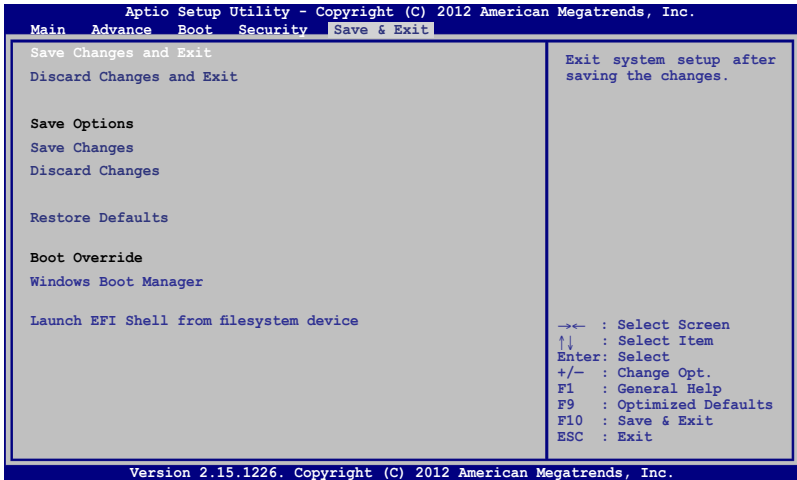 Aptio Setup Utility - Copyright (C) 2012 American Megatrends, Inc.
Main Advance Boot Security Save & Exit
Save Changes and Exit
Discard Changes and Exit
Save Options
Save Changes
Discard Changes
Restore Defaults
Boot Override
Windows Boot Manager
Launch EFI Shell from filesystem device
Exit system setup after
saving the changes.
→← : Select Screen
↑↓ : Select Item
Enter: Select
+/— : Change Opt.
F1 : General Help
F9 : Optimized Defaults
F10 : Save & Exit
ESC : Exit
Version 2.15.1226. Copyright (C) 2012 American Megatrends, Inc.